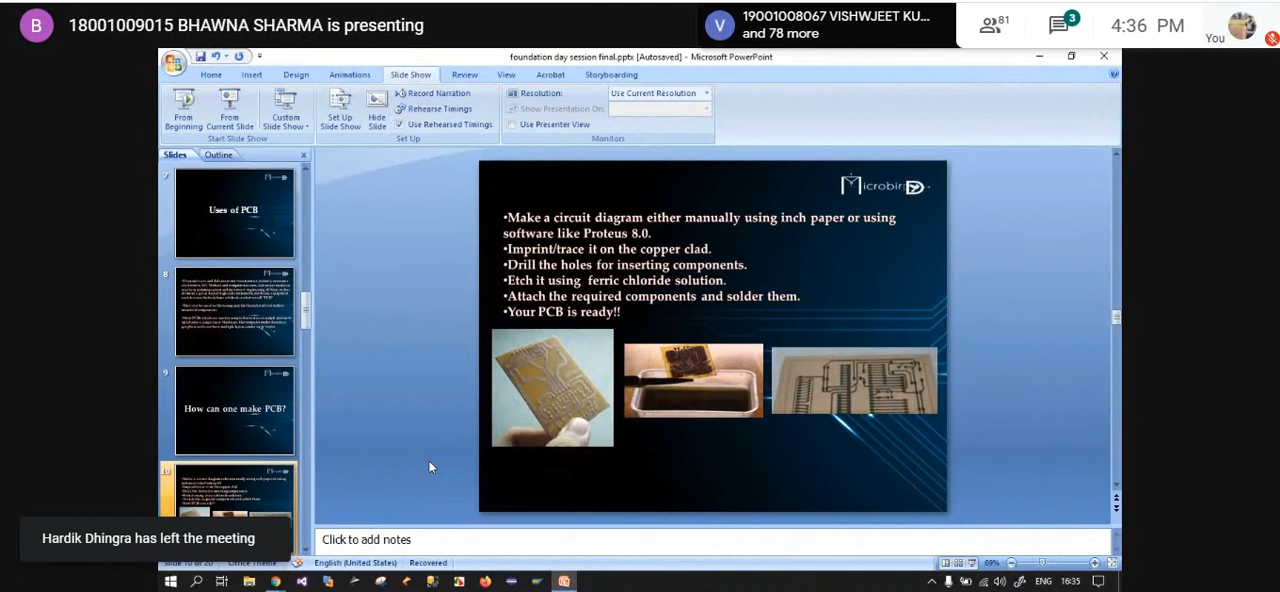 B
18001009015 BHAWNA SHARMA is presenting
V
19001008067 VISHWJEET KU...
and 78 more
81
3
4:36 PM
You
foundation day session final.pptx [Autosaved] - Microsoft PowerPoint
Home Insert Design Animations Slide Show Review View Acrobat Storyboarding
From Beginning
From Current Slide
Custom Slide Show
Start Slide Show
Set Up Slide Show
Hide Slide
Record Narration
Rehearse Timings
Use Rehearsed Timings
Set Up
Resolution: Use Current Resolution
Show Presentation On:
Use Presenter View
Monitors
Slides Outline x
7
Uses of PCB
8
9
How can one make PCB?
10
Microbird
•Make a circuit diagram either manually using inch paper or using
software like Proteus 8.0.
•Imprint/trace it on the copper clad.
•Drill the holes for inserting components.
•Etch it using ferric chloride solution.
•Attach the required components and solder them.
•Your PCB is ready!!
Hardik Dhingra has left the meeting
Click to add notes
Slide 10 of 20 Office Theme English (United States) Recovered 69%
ENG 16:35